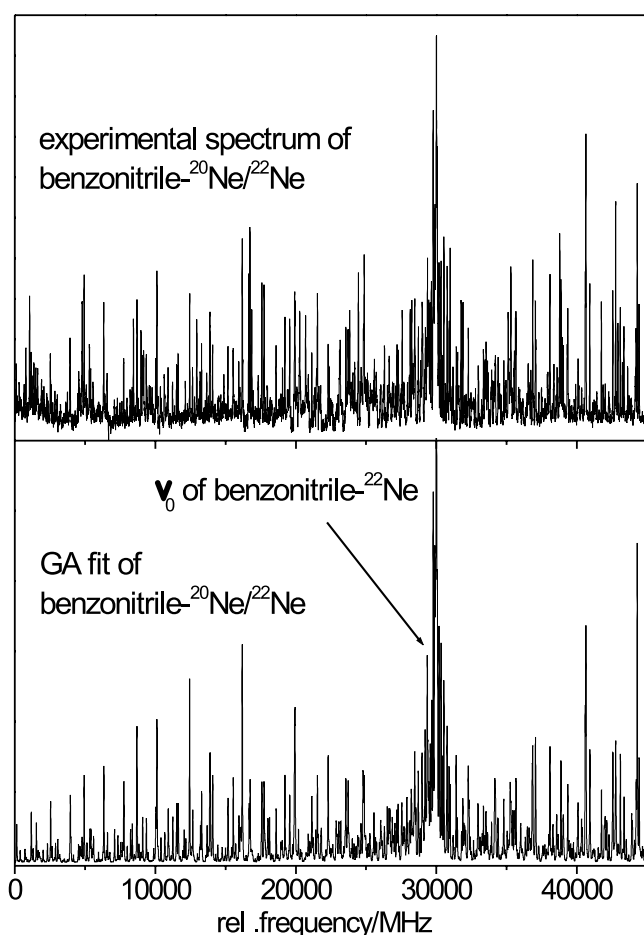 experimental spectrum of
benzonitrile-²⁰Ne/²²Ne
ν₀ of benzonitrile-²²Ne
GA fit of
benzonitrile-²⁰Ne/²²Ne
0 10000 20000 30000 40000
rel .frequency/MHz